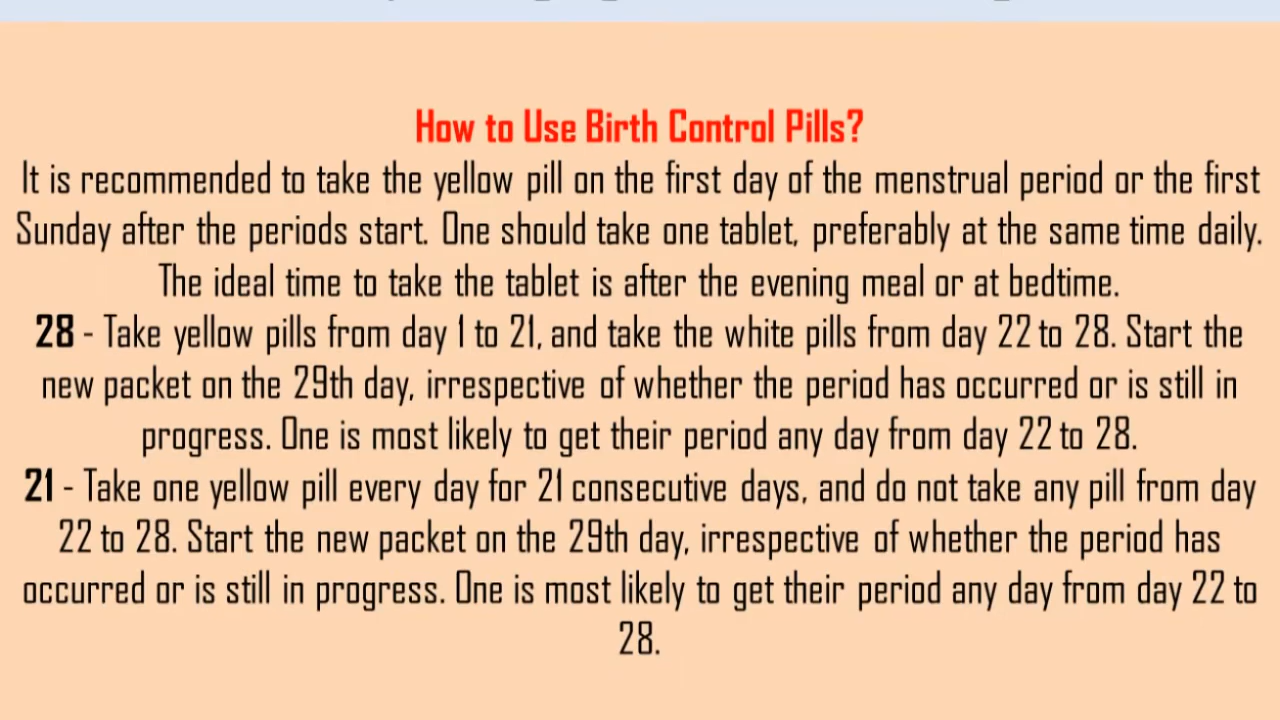 How to Use Birth Control Pills?
It is recommended to take the yellow pill on the first day of the menstrual period or the first
Sunday after the periods start. One should take one tablet, preferably at the same time daily.
The ideal time to take the tablet is after the evening meal or at bedtime.
28 - Take yellow pills from day 1 to 21, and take the white pills from day 22 to 28. Start the
new packet on the 29th day, irrespective of whether the period has occurred or is still in
progress. One is most likely to get their period any day from day 22 to 28.
21 - Take one yellow pill every day for 21 consecutive days, and do not take any pill from day
22 to 28. Start the new packet on the 29th day, irrespective of whether the period has
occurred or is still in progress. One is most likely to get their period any day from day 22 to
28.